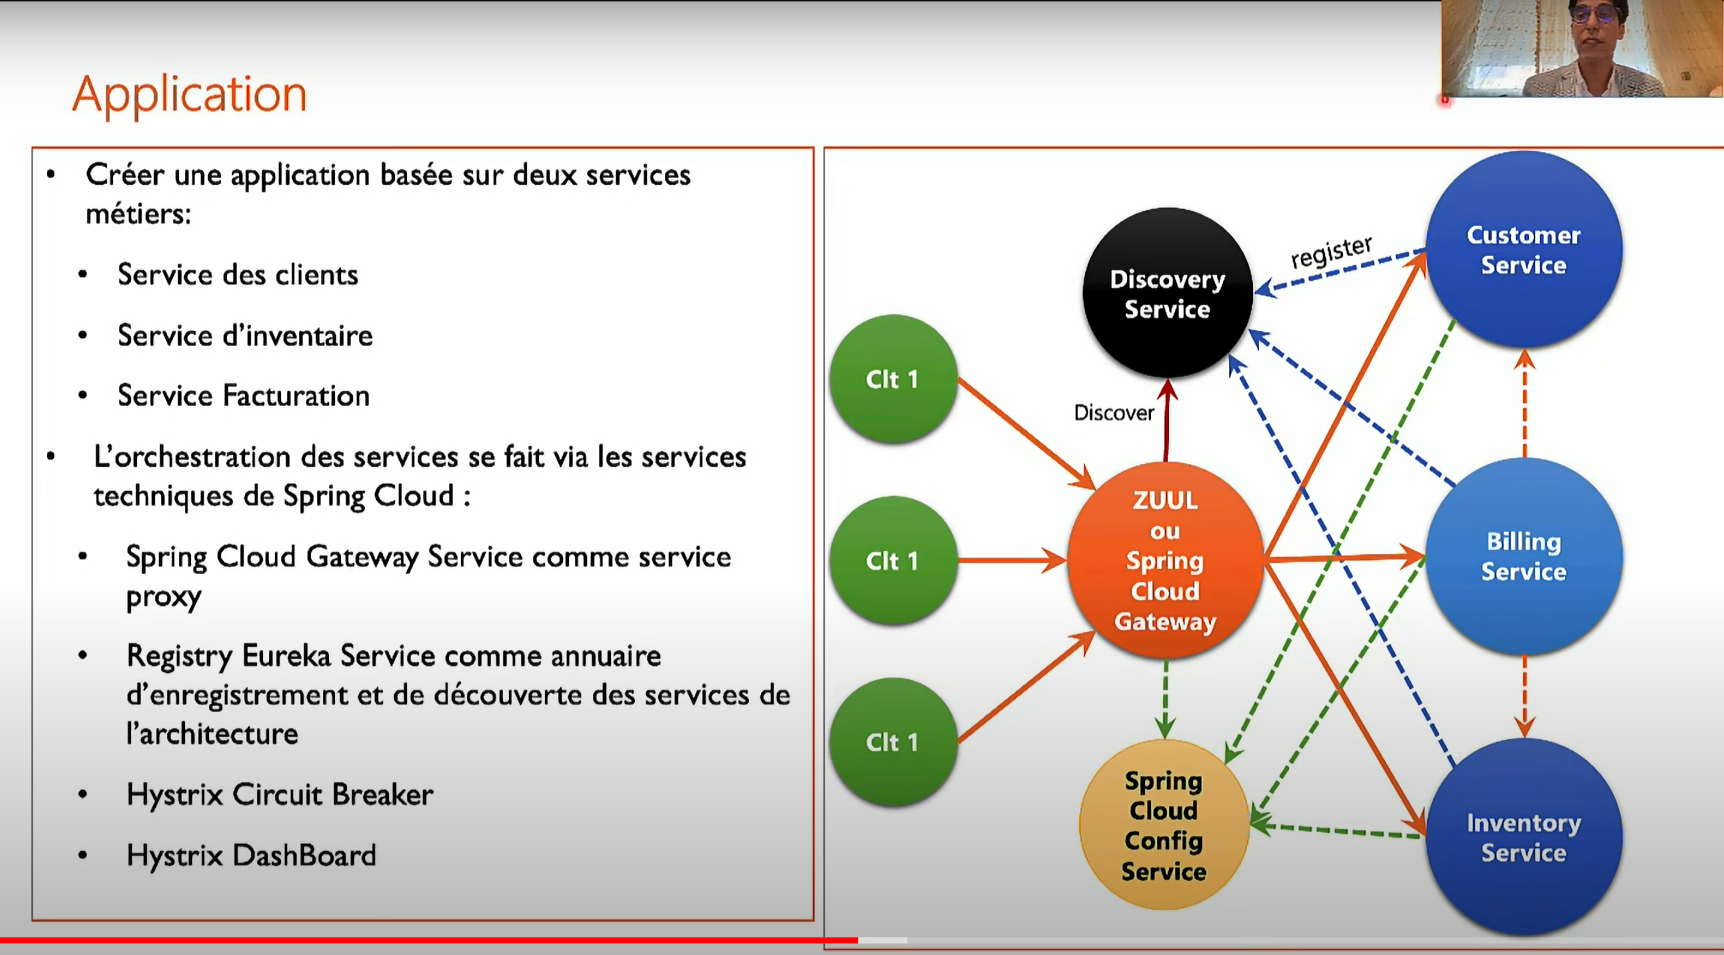 Application
• Créer une application basée sur deux services
métiers:
• Service des clients
• Service d'inventaire
• Service Facturation
• L'orchestration des services se fait via les services
techniques de Spring Cloud :
• Spring Cloud Gateway Service comme service
proxy
• Registry Eureka Service comme annuaire
d'enregistrement et de découverte des services de
l'architecture
• Hystrix Circuit Breaker
• Hystrix DashBoard
Clt 1
Clt 1
Clt 1
Discovery
Service
register
Discover
ZUUL
ou
Spring
Cloud
Gateway
Spring
Cloud
Config
Service
Customer
Service
Billing
Service
Inventory
Service